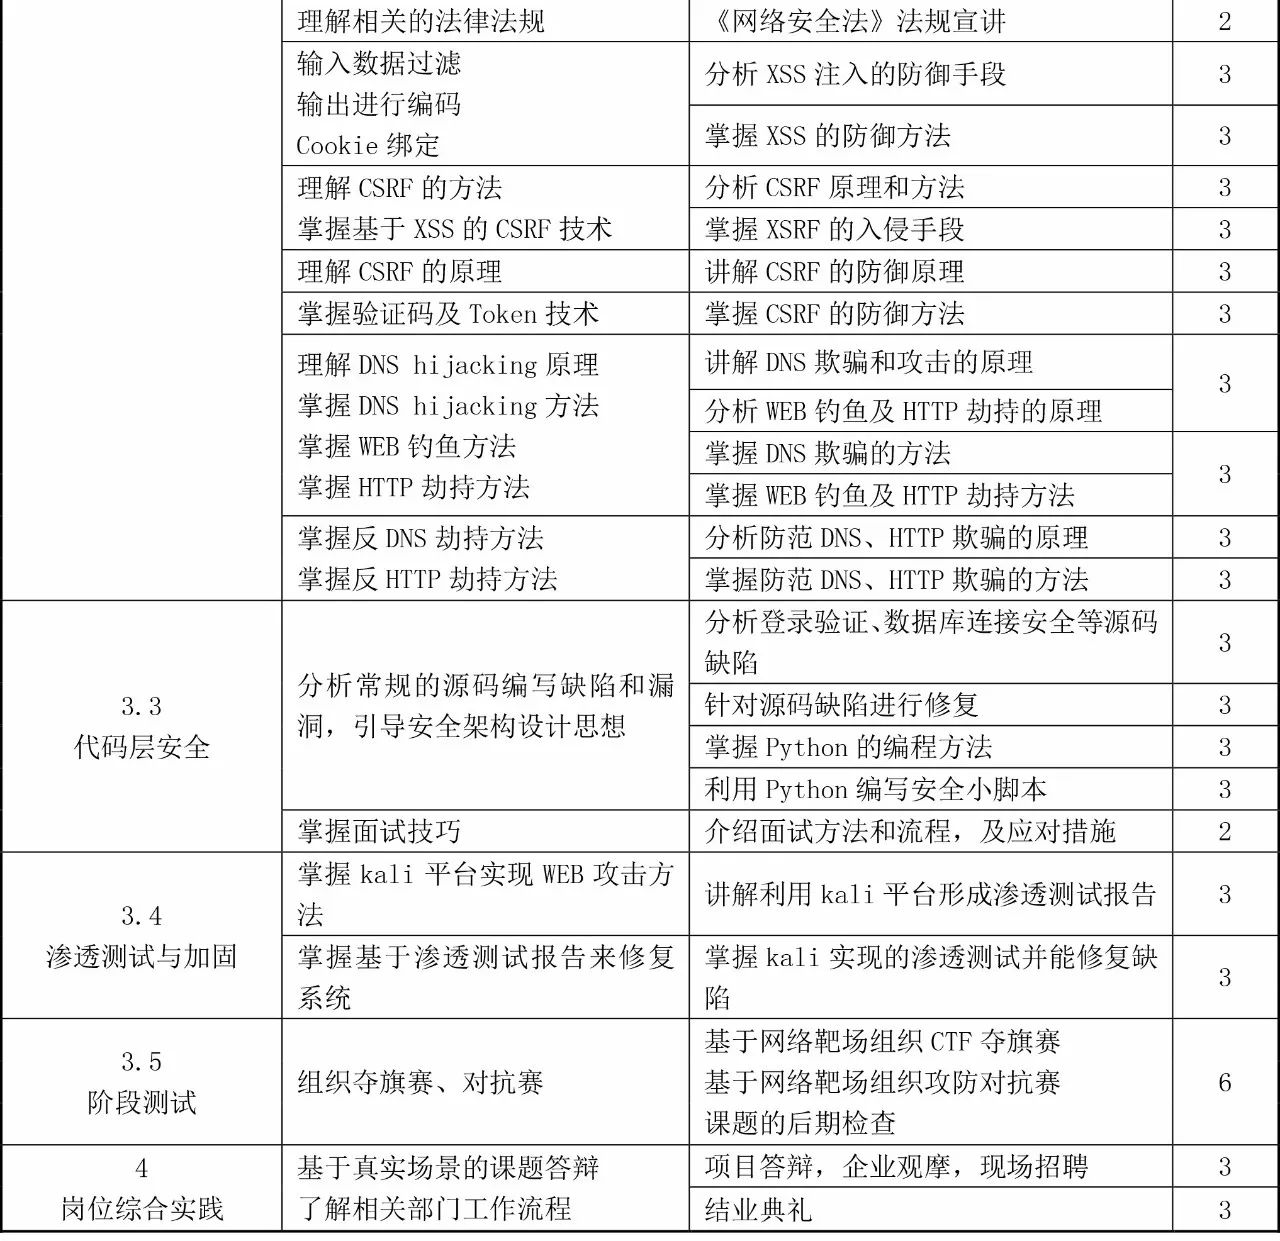 理解相关的法律法规
《网络安全法》法规宣讲
2
输入数据过滤
输出进行编码
Cookie 绑定
分析 XSS 注入的防御手段
3
掌握 XSS 的防御方法
3
理解 CSRF 的方法
掌握基于 XSS 的 CSRF 技术
分析 CSRF 原理和方法
3
掌握 XSRF 的入侵手段
3
理解 CSRF 的原理
讲解 CSRF 的防御原理
3
掌握验证码及 Token 技术
掌握 CSRF 的防御方法
3
理解 DNS hijacking 原理
掌握 DNS hijacking 方法
掌握 WEB 钓鱼方法
掌握 HTTP 劫持方法
讲解 DNS 欺骗和攻击的原理
分析 WEB 钓鱼及 HTTP 劫持的原理
3
掌握 DNS 欺骗的方法
掌握 WEB 钓鱼及 HTTP 劫持方法
3
掌握反 DNS 劫持方法
掌握反 HTTP 劫持方法
分析防范 DNS、HTTP 欺骗的原理
3
掌握防范 DNS、HTTP 欺骗的方法
3
3.3
代码层安全
分析常规的源码编写缺陷和漏
洞，引导安全架构设计思想
分析登录验证、数据库连接安全等源码
缺陷
3
针对源码缺陷进行修复
3
掌握 Python 的编程方法
3
利用 Python 编写安全小脚本
3
掌握面试技巧
介绍面试方法和流程，及应对措施
2
3.4
渗透测试与加固
掌握 kali 平台实现 WEB 攻击方
法
讲解利用 kali 平台形成渗透测试报告
3
掌握基于渗透测试报告来修复
系统
掌握 kali 实现的渗透测试并能修复缺
陷
3
3.5
阶段测试
组织夺旗赛、对抗赛
基于网络靶场组织 CTF 夺旗赛
基于网络靶场组织攻防对抗赛
课题的后期检查
6
4
岗位综合实践
基于真实场景的课题答辩
了解相关部门工作流程
项目答辩，企业观摩，现场招聘
3
结业典礼
3